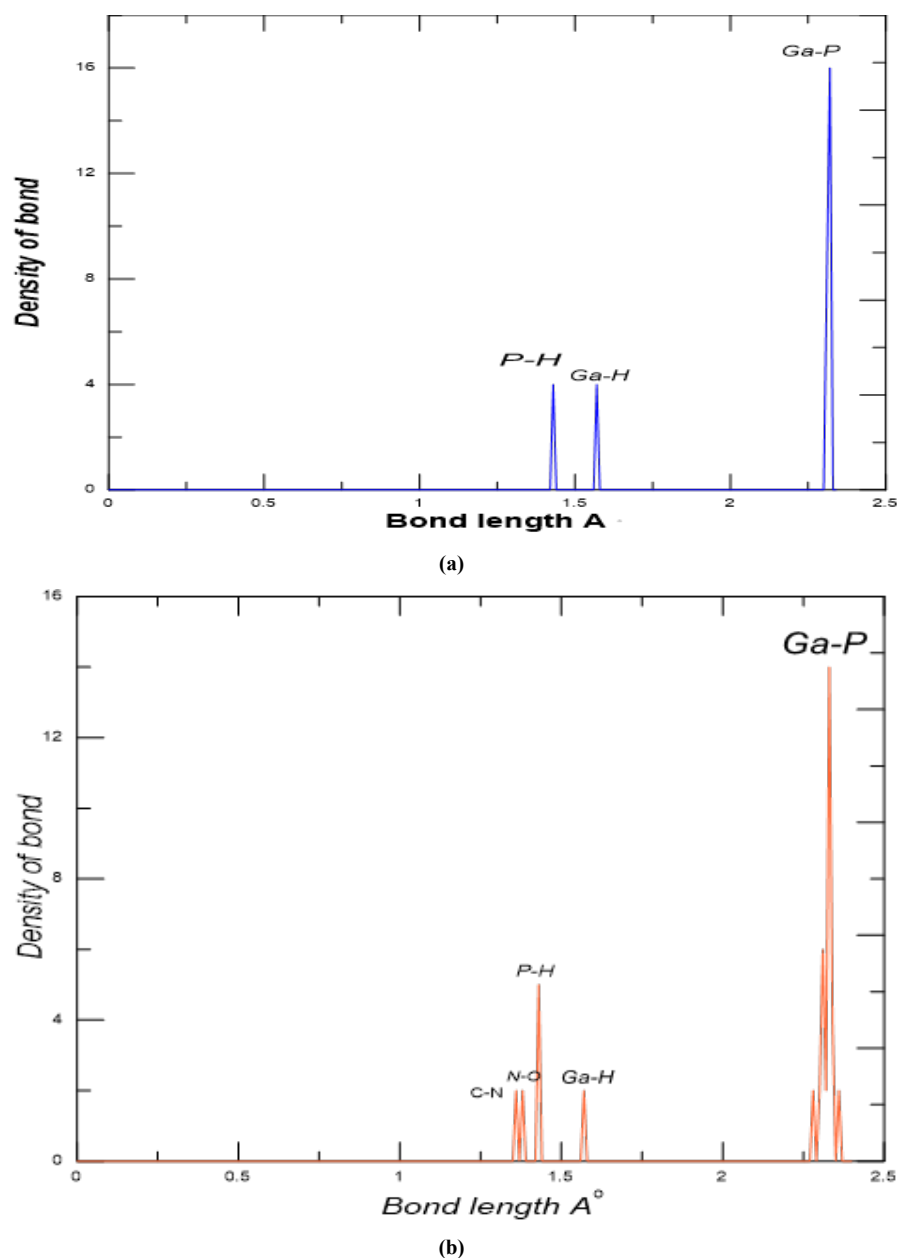 Ga-P
16
12
Density of bond
8
P-H
Ga-H
4
0
0 0.5 1 1.5 2 2.5
Bond length A
(a)
16
Ga-P
12
Density of bond
8
P-H
4
C-N N-O Ga-H
0
0 0.5 1 1.5 2 2.5
Bond length A°
(b)